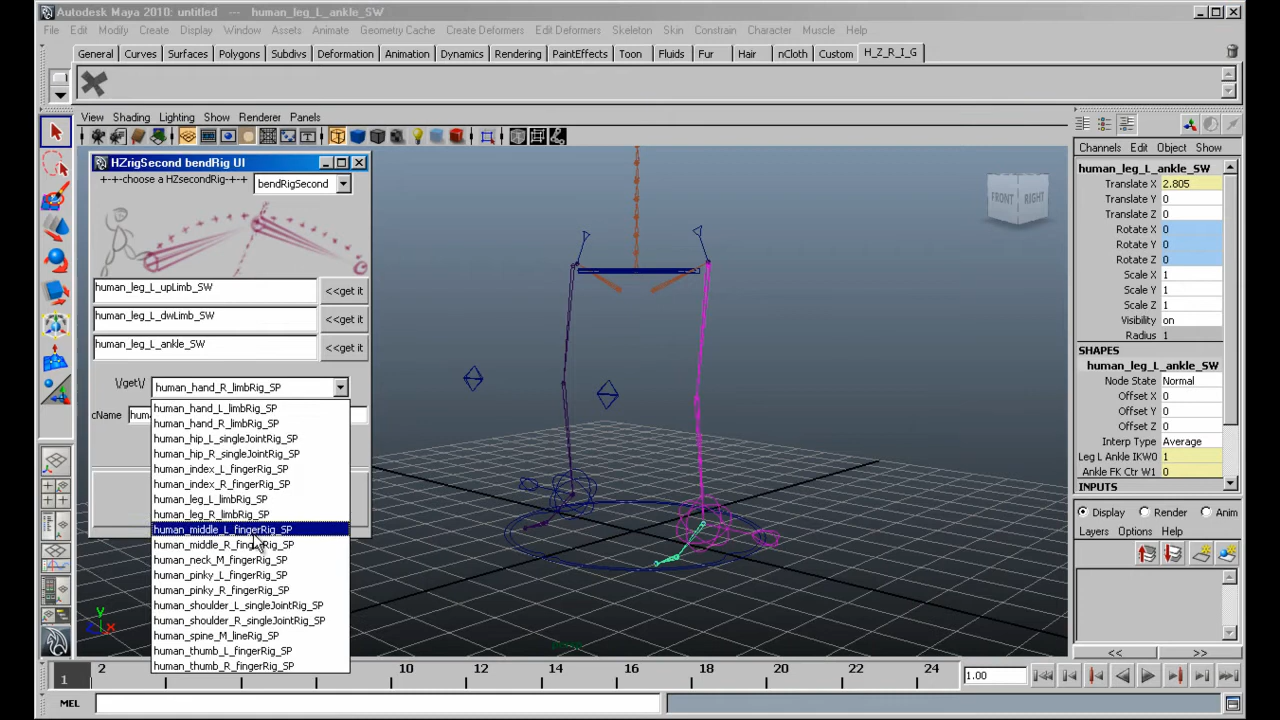 Autodesk Maya 2010: untitled --- human_leg_L_ankle_SW
File Edit Modify Create Display Window Assets Animate Geometry Cache Create Deformers Edit Deformers Skeleton Skin Constrain Character Muscle Help
General Curves Surfaces Polygons Subdivs Deformation Animation Dynamics Rendering PaintEffects Toon Fluids Fur Hair nCloth Custom H_Z_R_I_G
View Shading Lighting Show Renderer Panels
HZrigSecond bendRig UI
+-+-choose a HZsecondRig-+-+ bendRigSecond
human_leg_L_upLimb_SW <<get it
human_leg_L_dwLimb_SW <<get it
human_leg_L_ankle_SW <<get it
\/get\/ human_hand_R_limbRig_SP
cName
human_hand_L_limbRig_SP
human_hand_R_limbRig_SP
human_hip_L_singleJointRig_SP
human_hip_R_singleJointRig_SP
human_index_L_fingerRig_SP
human_index_R_fingerRig_SP
human_leg_L_limbRig_SP
human_leg_R_limbRig_SP
human_middle_L_fingerRig_SP
human_middle_R_fingerRig_SP
human_neck_M_fingerRig_SP
human_pinky_L_fingerRig_SP
human_pinky_R_fingerRig_SP
human_shoulder_L_singleJointRig_SP
human_shoulder_R_singleJointRig_SP
human_spine_M_lineRig_SP
human_thumb_L_fingerRig_SP
human_thumb_R_fingerRig_SP
FRONT RIGHT
y
z x
Channels Edit Object Show
human_leg_L_ankle_SW
Translate X 2.805
Translate Y 0
Translate Z 0
Rotate X 0
Rotate Y 0
Rotate Z 0
Scale X 1
Scale Y 1
Scale Z 1
Visibility on
Radius 1
SHAPES
human_leg_L_ankle_SW
Node State Normal
Offset X 0
Offset Y 0
Offset Z 0
Interp Type Average
Leg L Ankle IKW0 1
Ankle FK Ctr W1 0
INPUTS
Display Render Anim
Layers Options Help
<< >>
1 2 10 12 14 16 18 20 22 24 1.00
MEL